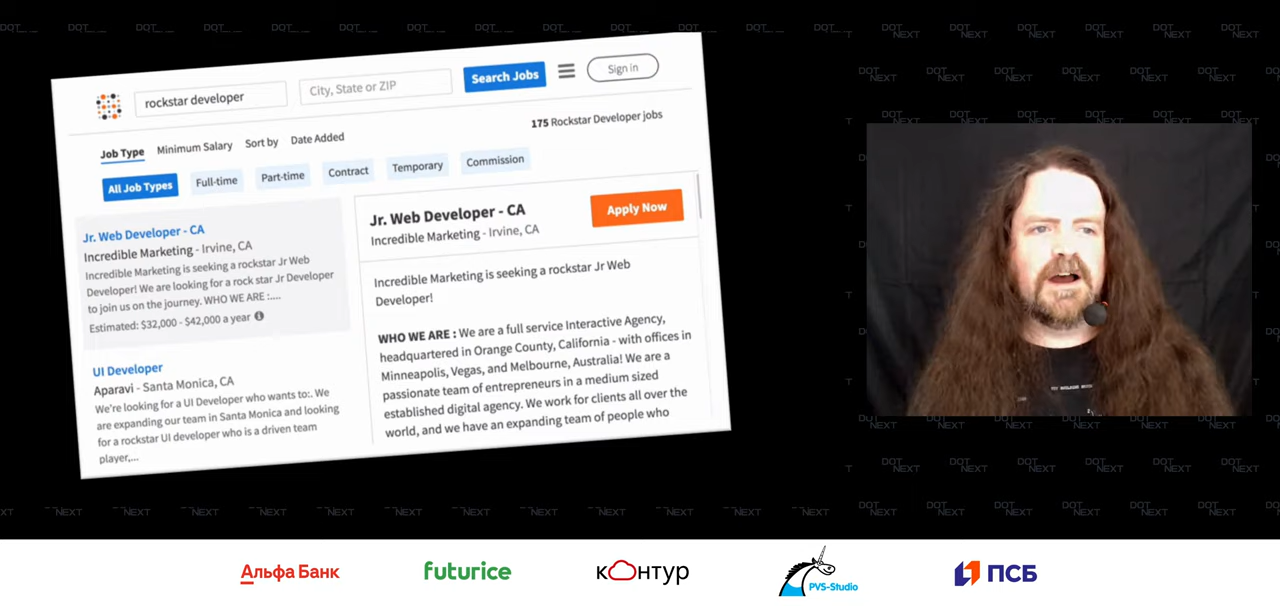 rockstar developer
City, State or ZIP
Search Jobs
Sign in
175 Rockstar Developer jobs
Job Type
Minimum Salary
Sort by
Date Added
All Job Types
Full-time
Part-time
Contract
Temporary
Commission
Jr. Web Developer - CA
Incredible Marketing - Irvine, CA
Incredible Marketing is seeking a rockstar Jr Web
Developer! We are looking for a rock star Jr Developer
to join us on the journey. WHO WE ARE :....
Estimated: $32,000 - $42,000 a year
UI Developer
Aparavi - Santa Monica, CA
We're looking for a UI Developer who wants to:. We
are expanding our team in Santa Monica and looking
for a rockstar UI developer who is a driven team
player,...
Jr. Web Developer - CA
Incredible Marketing - Irvine, CA
Apply Now
Incredible Marketing is seeking a rockstar Jr Web
Developer!
WHO WE ARE : We are a full service Interactive Agency,
headquartered in Orange County, California - with offices in
Minneapolis, Vegas, and Melbourne, Australia! We are a
passionate team of entrepreneurs in a medium sized
established digital agency. We work for clients all over the
world, and we have an expanding team of people who
DOT
NEXT
Альфа Банк
futurice
контур
PVS-Studio
ПСБ